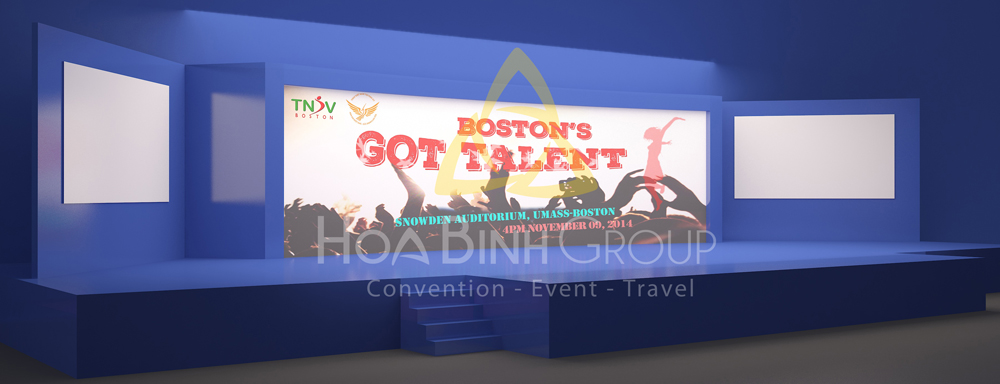 TNSV
BOSTON
BOSTON'S
GOT TALENT
SNOWDEN AUDITORIUM, UMASS-BOSTON
4PM NOVEMBER 09, 2014
HOA BINH GROUP
Convention - Event - Travel